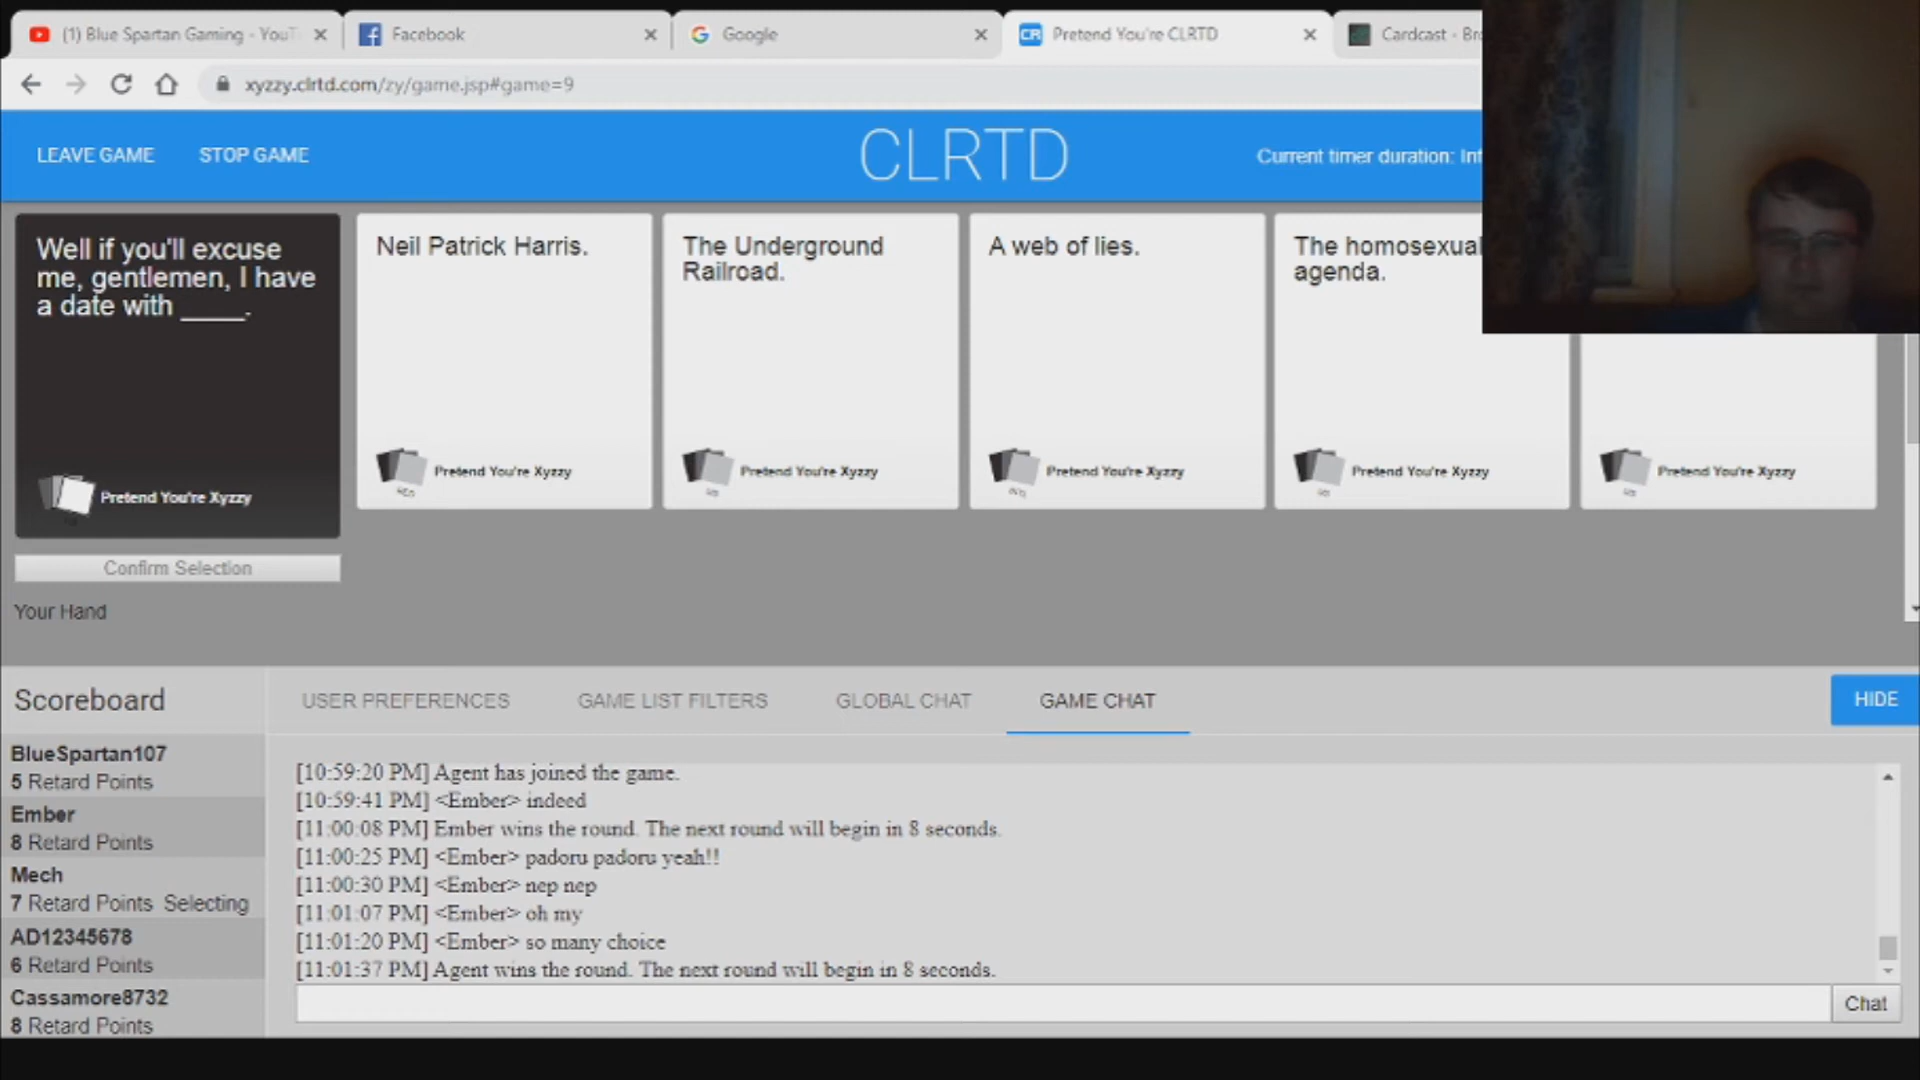 (1) Blue Spartan Gaming - YouT
Facebook
Google
Pretend You're CLRTD
Cardcast - Bro
xyzzy.clrtd.com/zy/game.jsp#game=9
LEAVE GAME
STOP GAME
CLRTD
Current timer duration: Inf
Well if you'll excuse
me, gentlemen, I have
a date with ____.
Pretend You're Xyzzy
Neil Patrick Harris.
Pretend You're Xyzzy
The Underground
Railroad.
Pretend You're Xyzzy
A web of lies.
Pretend You're Xyzzy
The homosexual
agenda.
Pretend You're Xyzzy
Pretend You're Xyzzy
Confirm Selection
Your Hand
Scoreboard
BlueSpartan107
5 Retard Points
Ember
8 Retard Points
Mech
7 Retard Points Selecting
AD12345678
6 Retard Points
Cassamore8732
8 Retard Points
USER PREFERENCES
GAME LIST FILTERS
GLOBAL CHAT
GAME CHAT
HIDE
[10:59:20 PM] Agent has joined the game.
[10:59:41 PM] <Ember> indeed
[11:00:08 PM] Ember wins the round. The next round will begin in 8 seconds.
[11:00:25 PM] <Ember> padoru padoru yeah!!
[11:00:30 PM] <Ember> nep nep
[11:01:07 PM] <Ember> oh my
[11:01:20 PM] <Ember> so many choice
[11:01:37 PM] Agent wins the round. The next round will begin in 8 seconds.
Chat